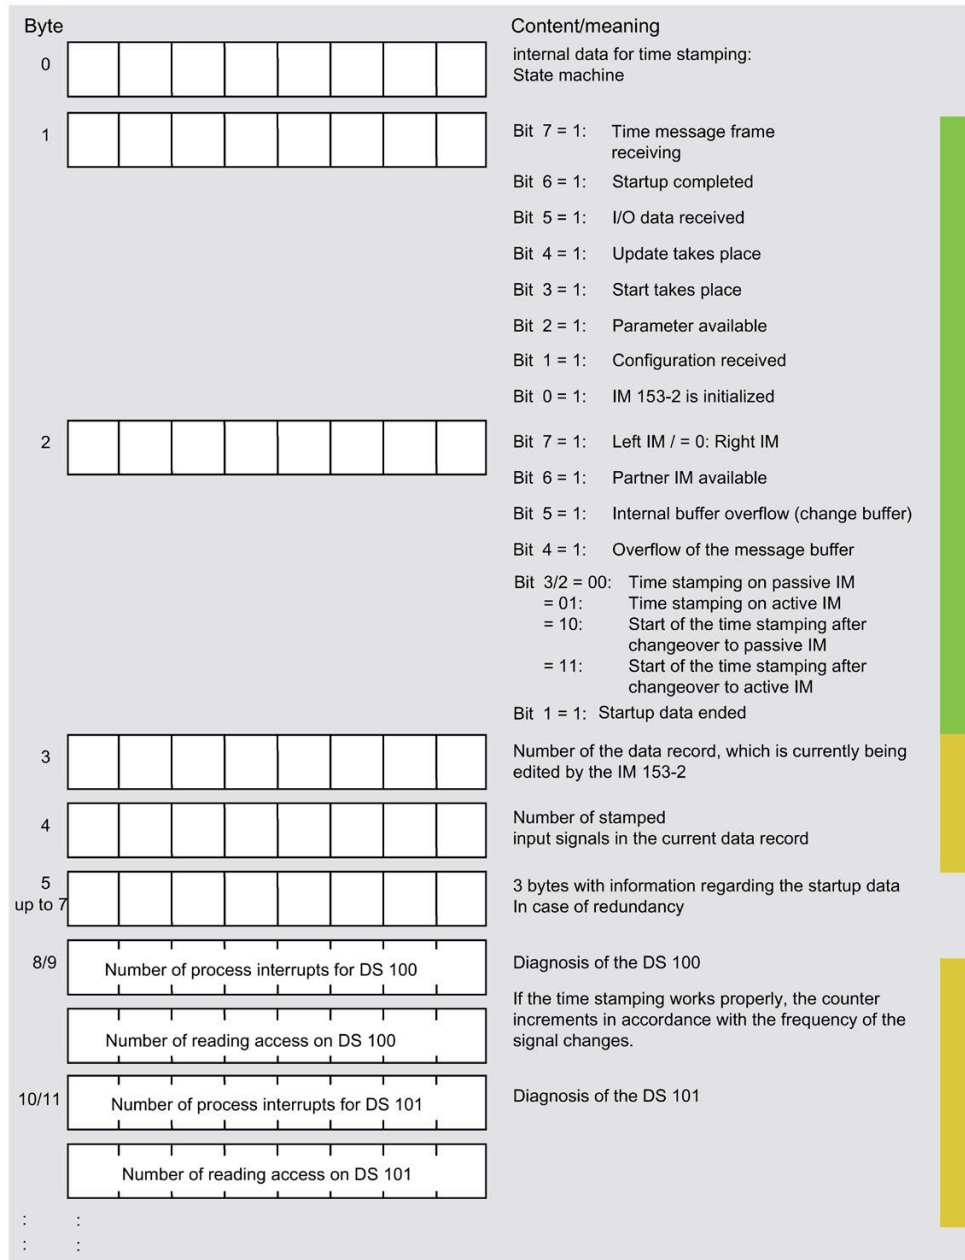 Byte Content/meaning
0 internal data for time stamping:
State machine
1 Bit 7 = 1: Time message frame
receiving
Bit 6 = 1: Startup completed
Bit 5 = 1: I/O data received
Bit 4 = 1: Update takes place
Bit 3 = 1: Start takes place
Bit 2 = 1: Parameter available
Bit 1 = 1: Configuration received
Bit 0 = 1: IM 153-2 is initialized
2 Bit 7 = 1: Left IM / = 0: Right IM
Bit 6 = 1: Partner IM available
Bit 5 = 1: Internal buffer overflow (change buffer)
Bit 4 = 1: Overflow of the message buffer
Bit 3/2 = 00: Time stamping on passive IM
= 01: Time stamping on active IM
= 10: Start of the time stamping after
changeover to passive IM
= 11: Start of the time stamping after
changeover to active IM
Bit 1 = 1: Startup data ended
3 Number of the data record, which is currently being
edited by the IM 153-2
4 Number of stamped
input signals in the current data record
5 3 bytes with information regarding the startup data
up to 7 In case of redundancy
8/9 Number of process interrupts for DS 100 Diagnosis of the DS 100
If the time stamping works properly, the counter
increments in accordance with the frequency of the
signal changes.
Number of reading access on DS 100
10/11 Number of process interrupts for DS 101 Diagnosis of the DS 101
Number of reading access on DS 101
: :
: :